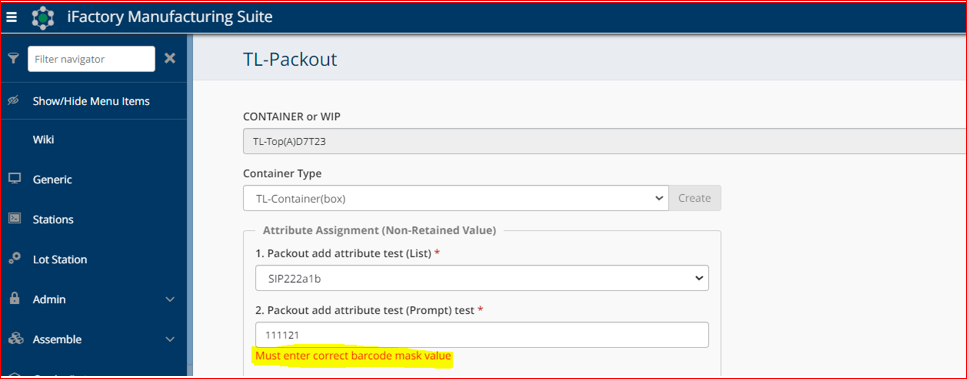 iFactory Manufacturing Suite
Filter navigator
Show/Hide Menu Items
Wiki
Generic
Stations
Lot Station
Admin
Assemble
TL-Packout
CONTAINER or WIP
TL-Top(A)D7T23
Container Type
TL-Container(box)
Create
Attribute Assignment (Non-Retained Value)
1. Packout add attribute test (List) *
SIP222a1b
2. Packout add attribute test (Prompt) test *
111121
Must enter correct barcode mask value